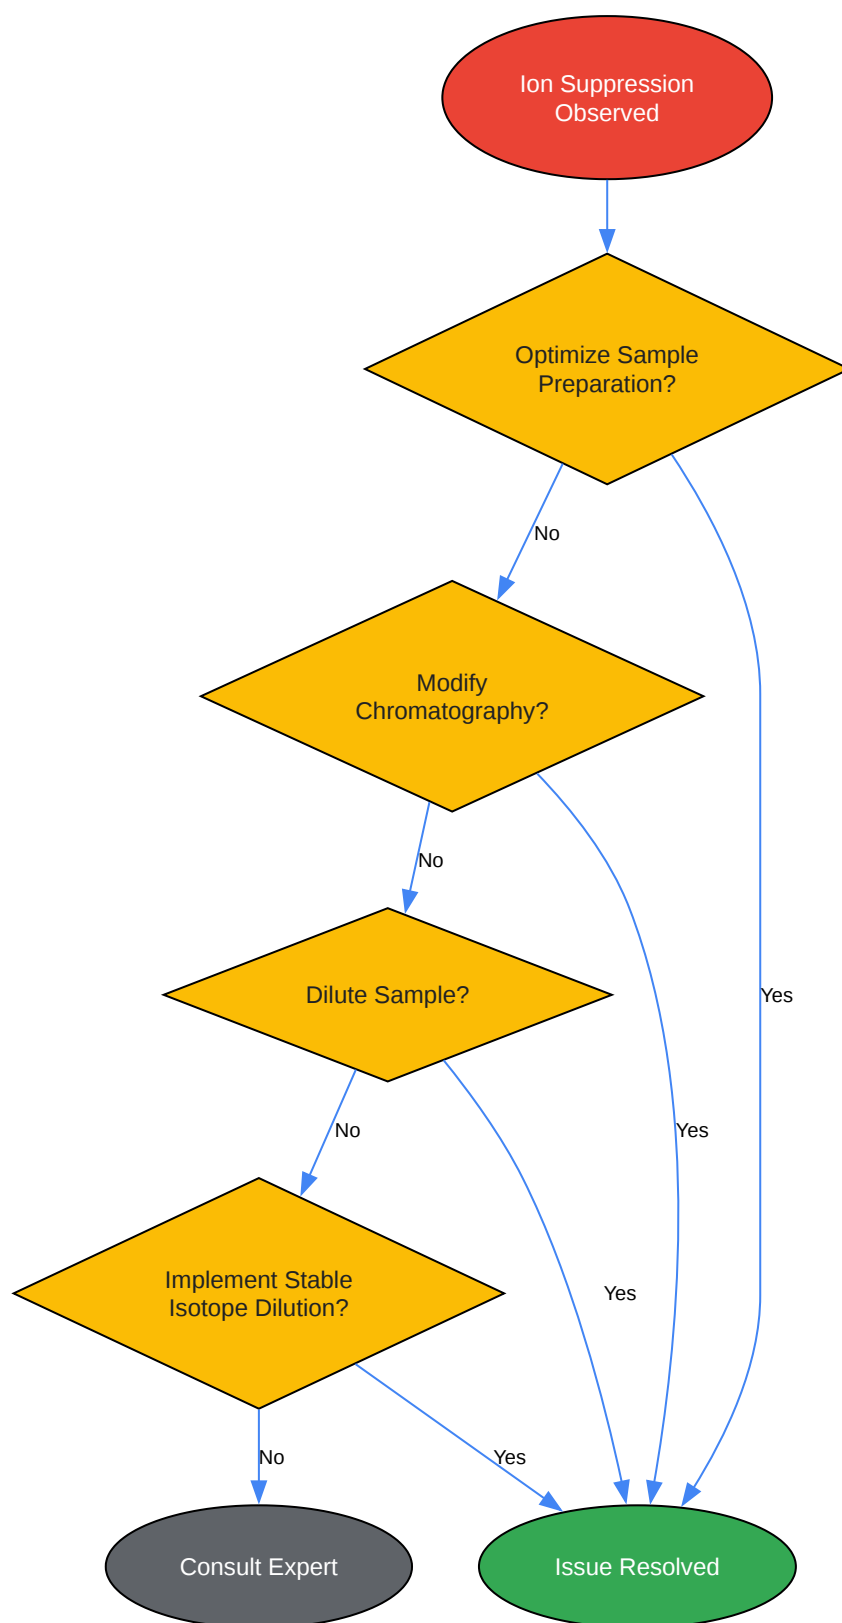 Ion Suppression
Observed
Optimize Sample
Preparation?
No
Modify
Chromatography?
No
Dilute Sample?
Yes
No
Yes
Implement Stable
Isotope Dilution?
Yes
No
Yes
Consult Expert
Issue Resolved